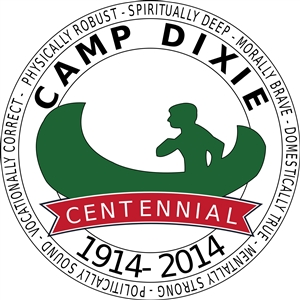 PHYSICALLY ROBUST - SPIRITUALLY DEEP - MORALLY BRAVE - DOMESTICALLY TRUE - MENTALLY STRONG - POLITICALLY SOUND - VOCATIONALLY CORRECT -
CAMP DIXIE
CENTENNIAL
1914-2014